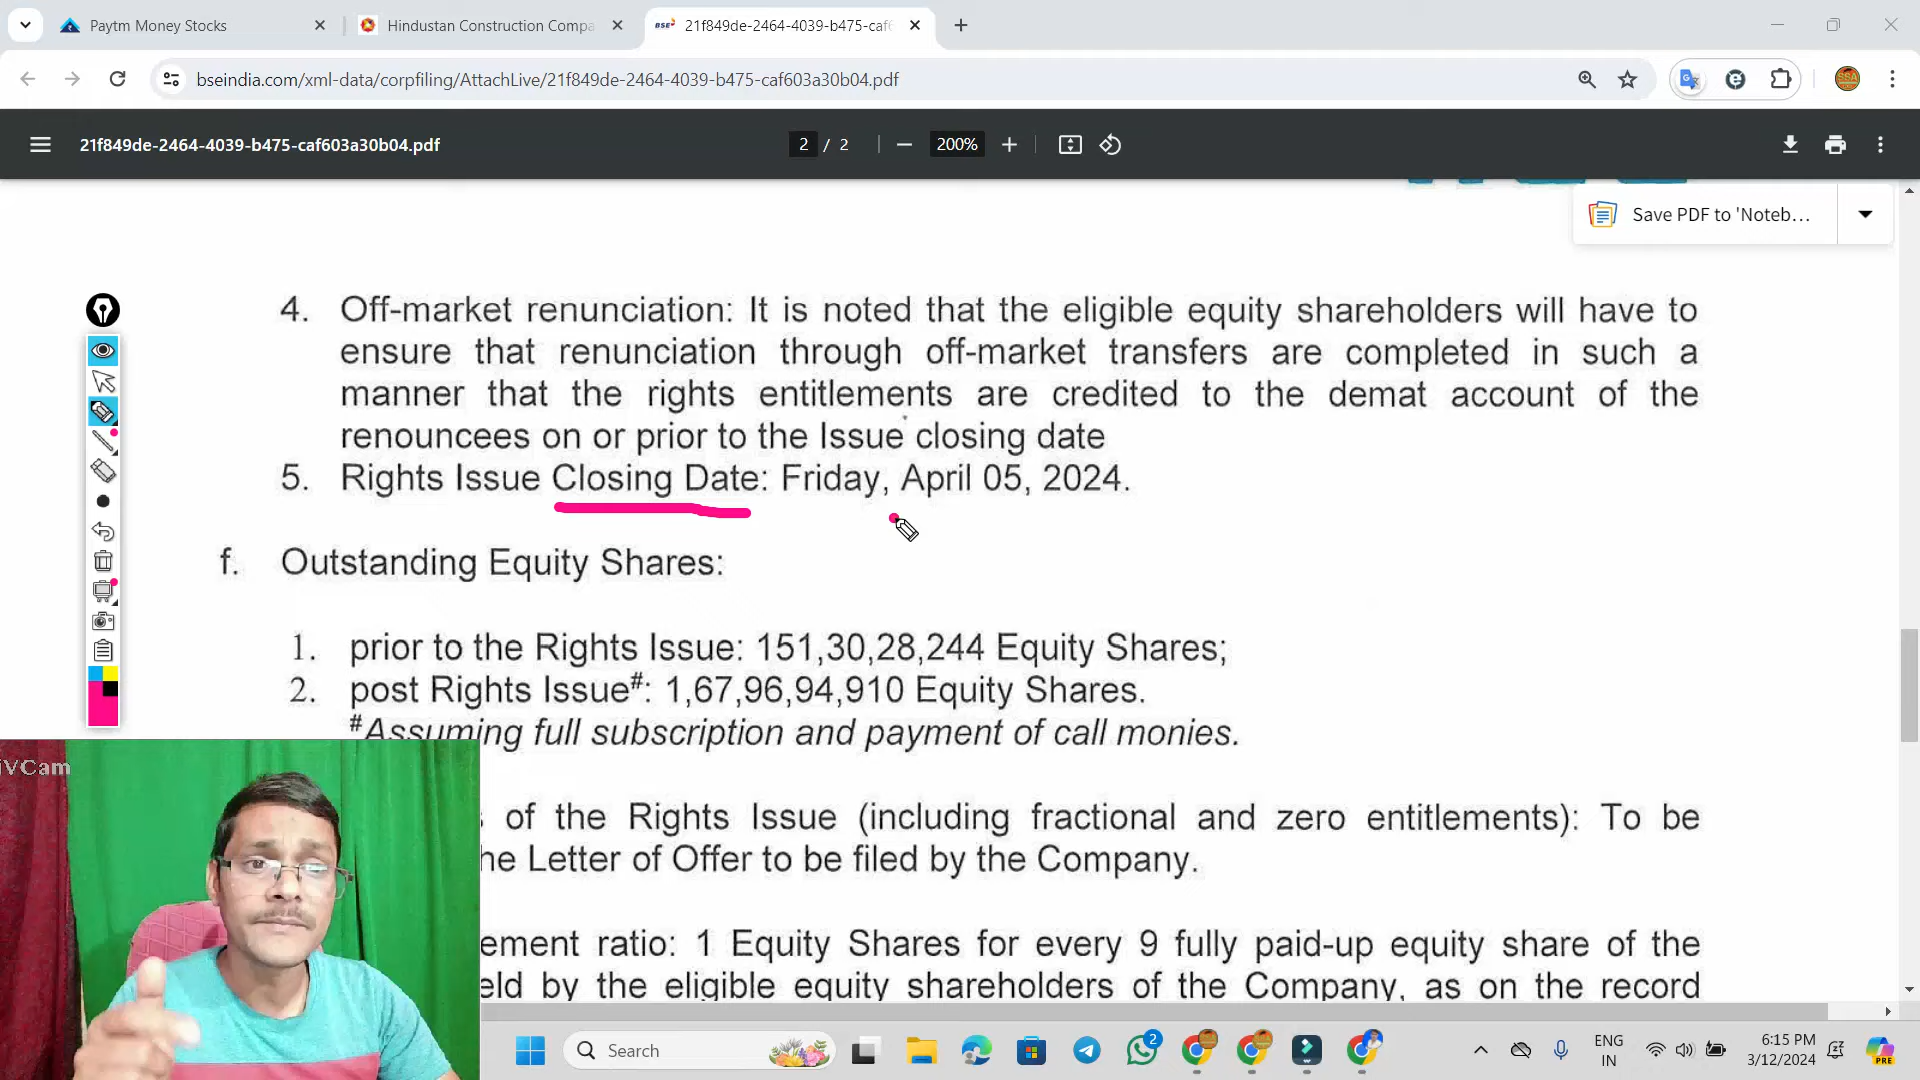 Paytm Money Stocks
Hindustan Construction Compa
BSE
21f849de-2464-4039-b475-caf6
bseindia.com/xml-data/corpfiling/AttachLive/21f849de-2464-4039-b475-caf603a30b04.pdf
21f849de-2464-4039-b475-caf603a30b04.pdf
2 / 2
200%
Save PDF to 'Noteb...
4. Off-market renunciation: It is noted that the eligible equity shareholders will have to
ensure that renunciation through off-market transfers are completed in such a
manner that the rights entitlements are credited to the demat account of the
renouncees on or prior to the Issue closing date
5. Rights Issue Closing Date: Friday, April 05, 2024.
f. Outstanding Equity Shares:
1. prior to the Rights Issue: 151,30,28,244 Equity Shares;
2. post Rights Issue#: 1,67,96,94,910 Equity Shares.
#Assuming full subscription and payment of call monies.
of the Rights Issue (including fractional and zero entitlements): To be
he Letter of Offer to be filed by the Company.
ement ratio: 1 Equity Shares for every 9 fully paid-up equity share of the
eld by the eligible equity shareholders of the Company, as on the record
iVCam
Search
2
ENG
IN
6:15 PM
3/12/2024
PRE